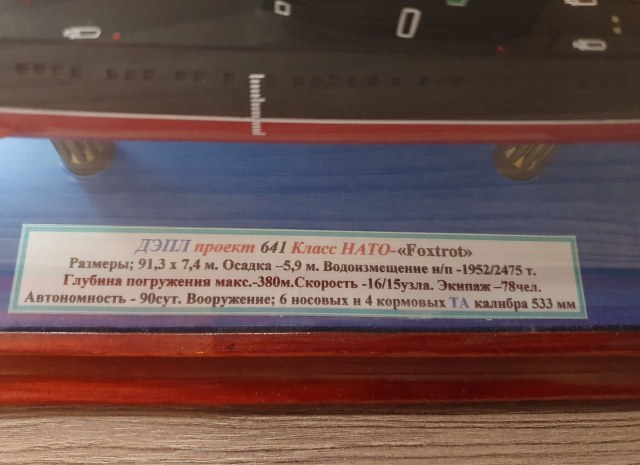 ДЭПЛ проект 641 Класс НАТО-«Foxtrot»
Размеры; 91,3 х 7,4 м. Осадка –5,9 м. Водоизмещение н/п -1952/2475 т.
Глубина погружения макс.-380м.Скорость -16/15узла. Экипаж –78чел.
Автономность - 90сут. Вооружение; 6 носовых и 4 кормовых ТА калибра 533 мм